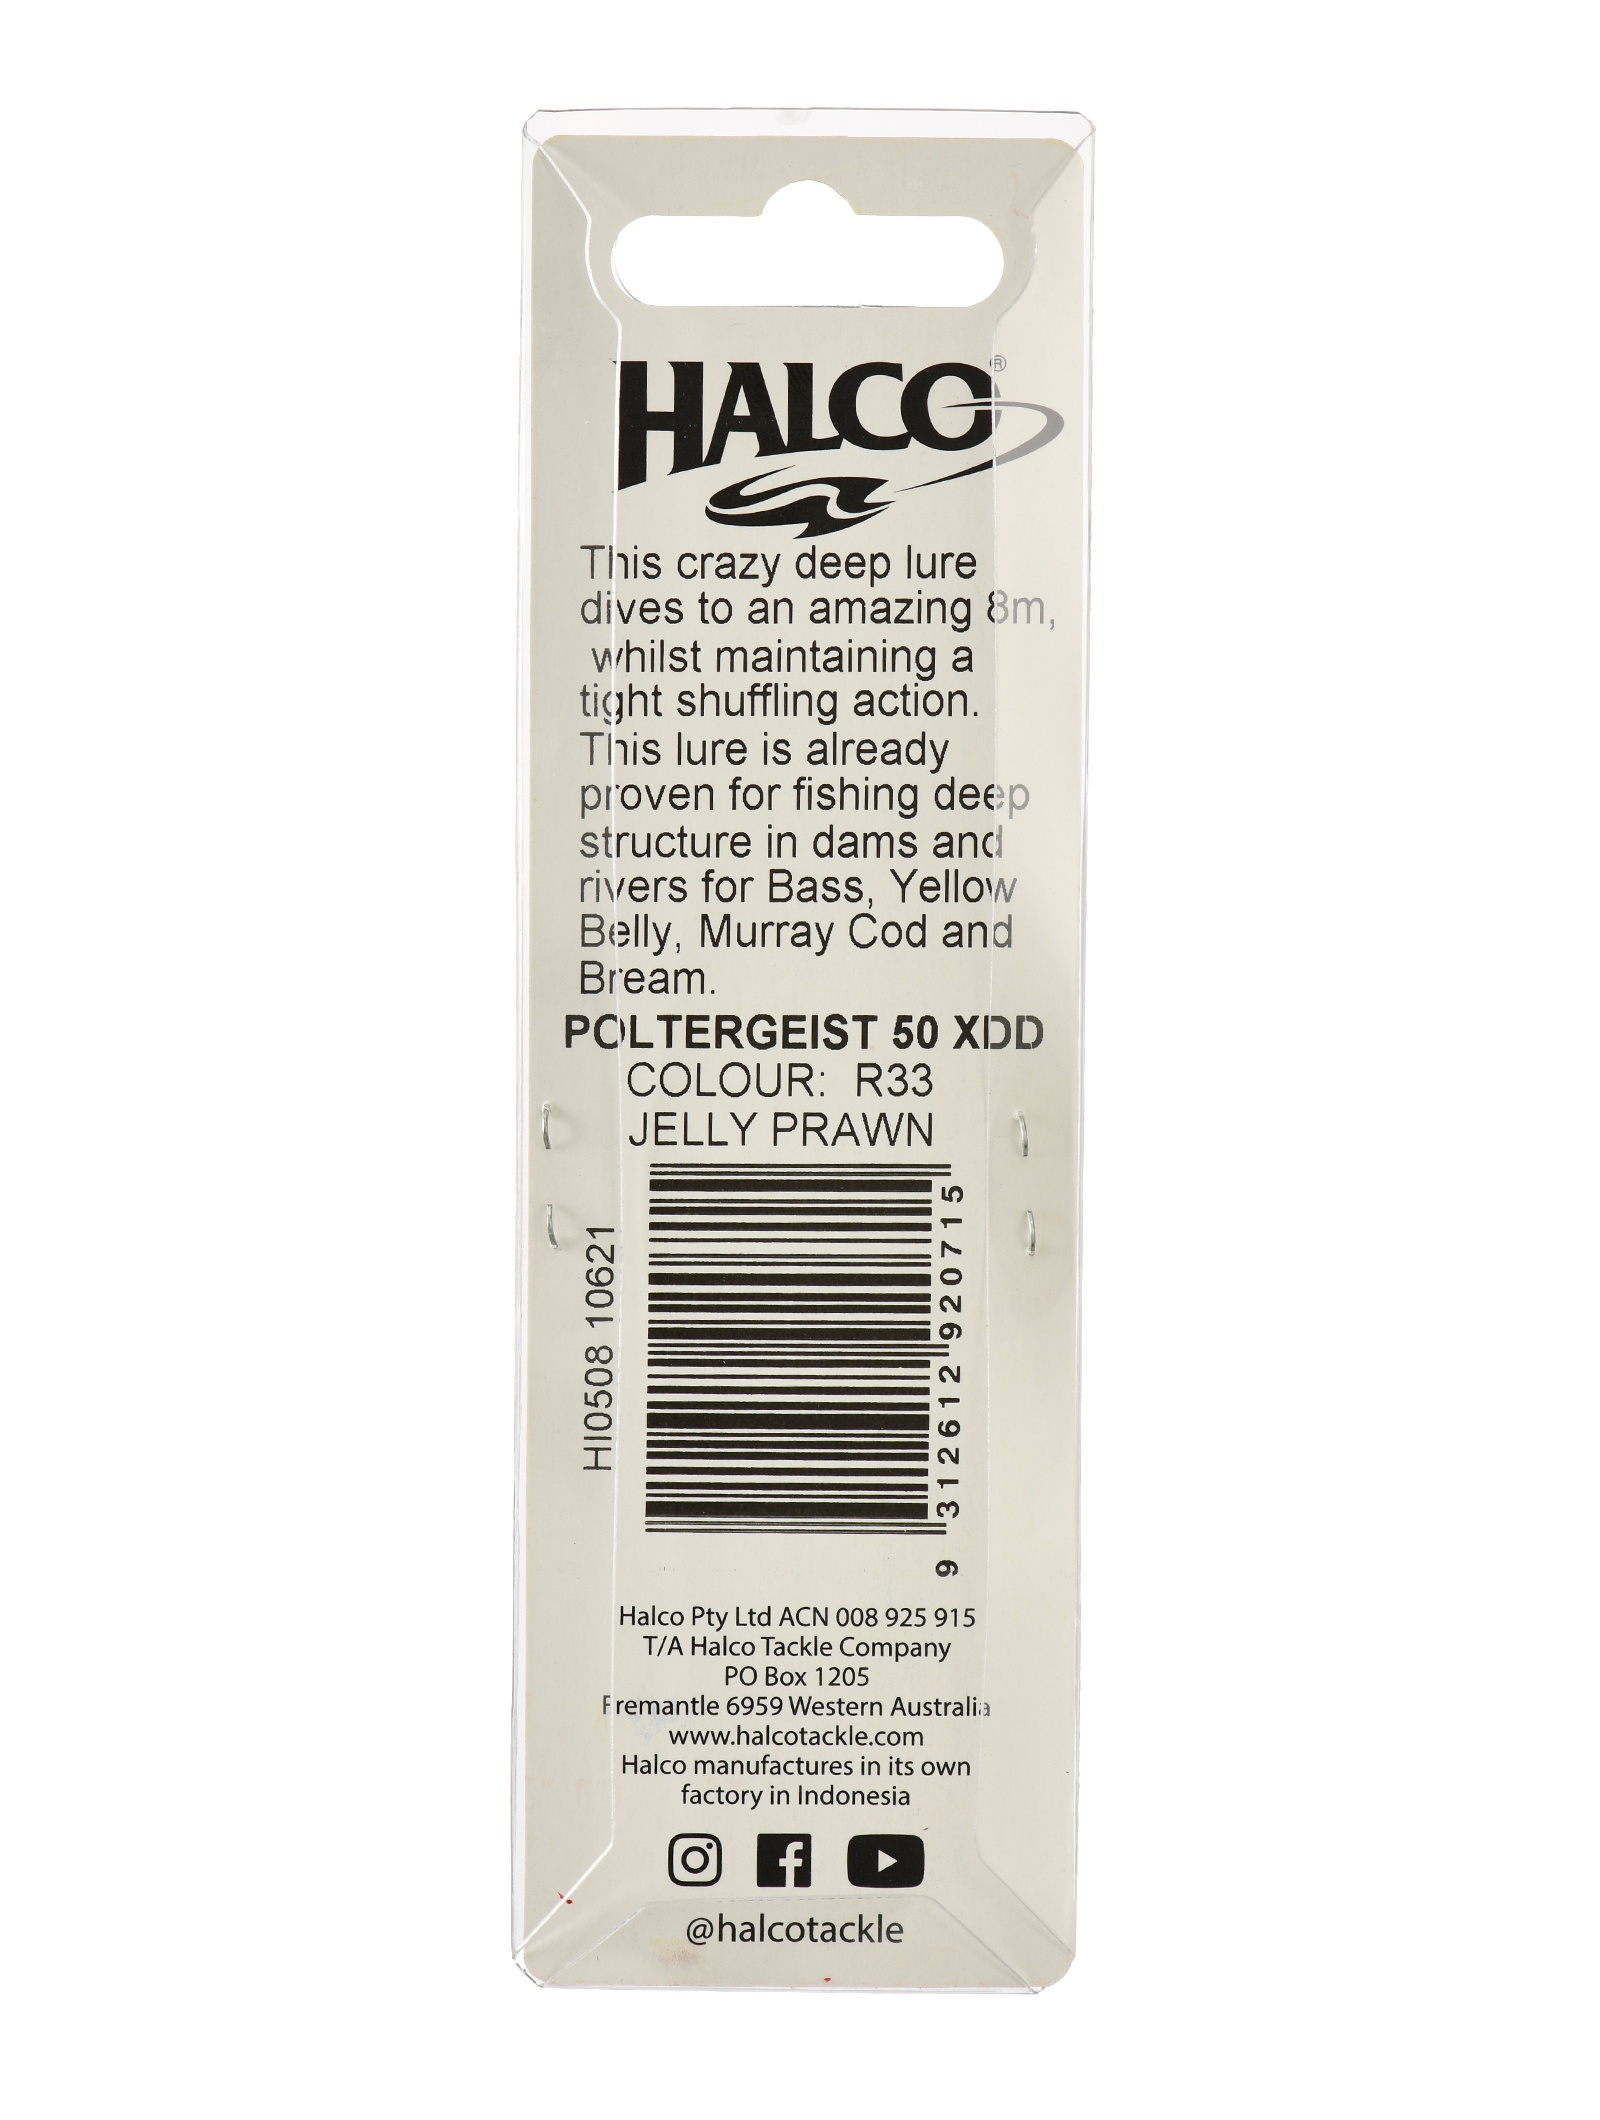 HALCO®
This crazy deep lure
dives to an amazing 8m,
whilst maintaining a
tight shuffling action.
This lure is already
proven for fishing deep
structure in dams and
rivers for Bass, Yellow
Belly, Murray Cod and
Bream.
POLTERGEIST 50 XDD
COLOUR: R33
JELLY PRAWN
HI0508 10621
9 312612 920715
Halco Pty Ltd ACN 008 925 915
T/A Halco Tackle Company
PO Box 1205
Fremantle 6959 Western Australia
www.halcotackle.com
Halco manufactures in its own
factory in Indonesia
@halcotackle